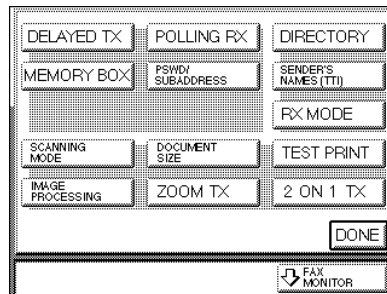 DELAYED TX
POLLING RX
DIRECTORY
MEMORY BOX
PSWD/
SUBADDRESS
SENDER'S
NAMES (TTI)
RX MODE
SCANNING
MODE
DOCUMENT
SIZE
TEST PRINT
IMAGE
PROCESSING
ZOOM TX
2 ON 1 TX
DONE
FAX
MONITOR